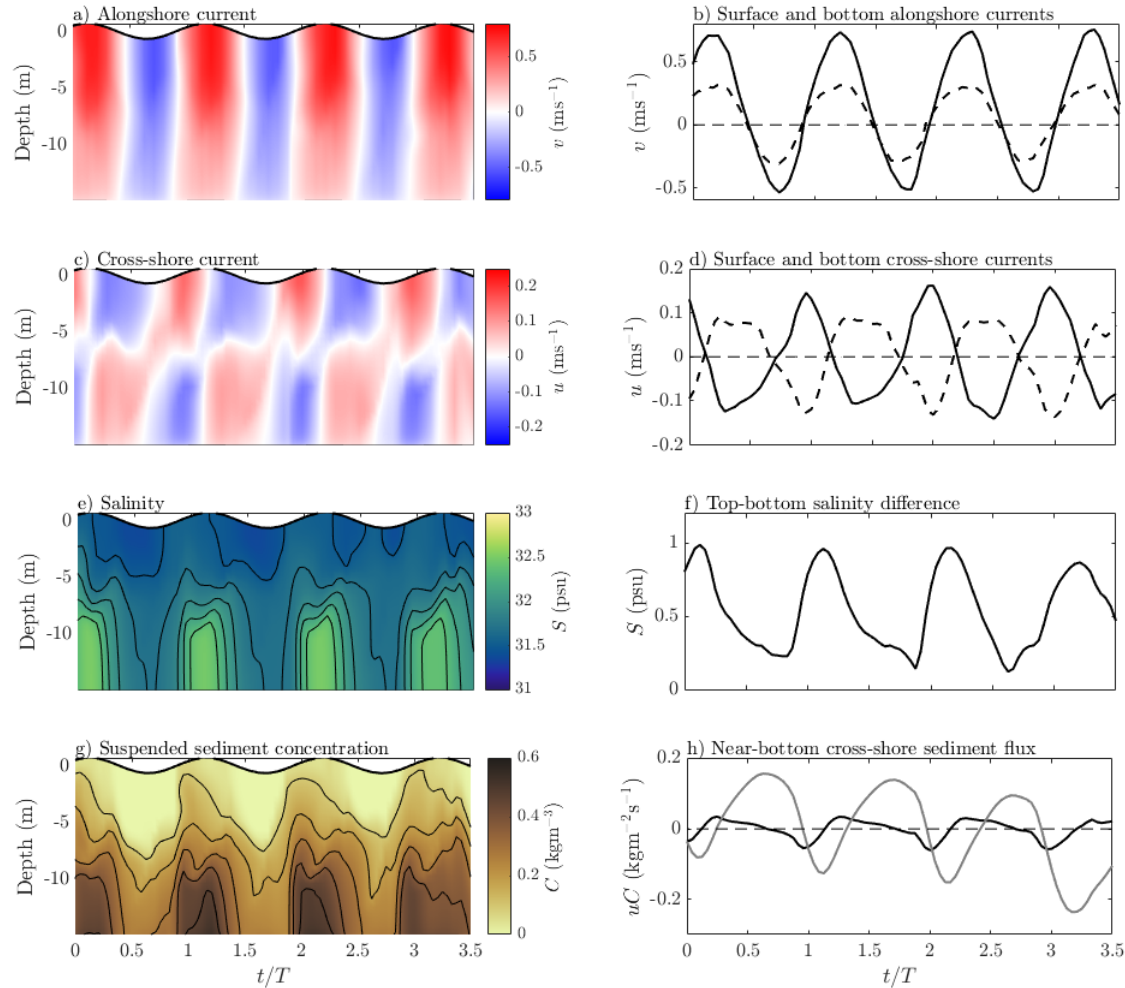 a) Alongshore current
0
-5
-10
Depth (m)
0.5
0
-0.5
v (ms⁻¹)
b) Surface and bottom alongshore currents
0.5
0
-0.5
v (ms⁻¹)
c) Cross-shore current
0
-5
-10
Depth (m)
0.2
0.1
0
-0.1
-0.2
u (ms⁻¹)
d) Surface and bottom cross-shore currents
0.2
0.1
0
-0.1
-0.2
u (ms⁻¹)
e) Salinity
0
-5
-10
Depth (m)
33
32.5
32
31.5
31
S (psu)
f) Top-bottom salinity difference
1
0.5
0
S (psu)
g) Suspended sediment concentration
0
-5
-10
Depth (m)
0 0.5 1 1.5 2 2.5 3 3.5
t/T
0.6
0.4
0.2
0
C (kgm⁻³)
h) Near-bottom cross-shore sediment flux
0.2
0
-0.2
uC (kgm⁻²s⁻¹)
0 0.5 1 1.5 2 2.5 3 3.5
t/T